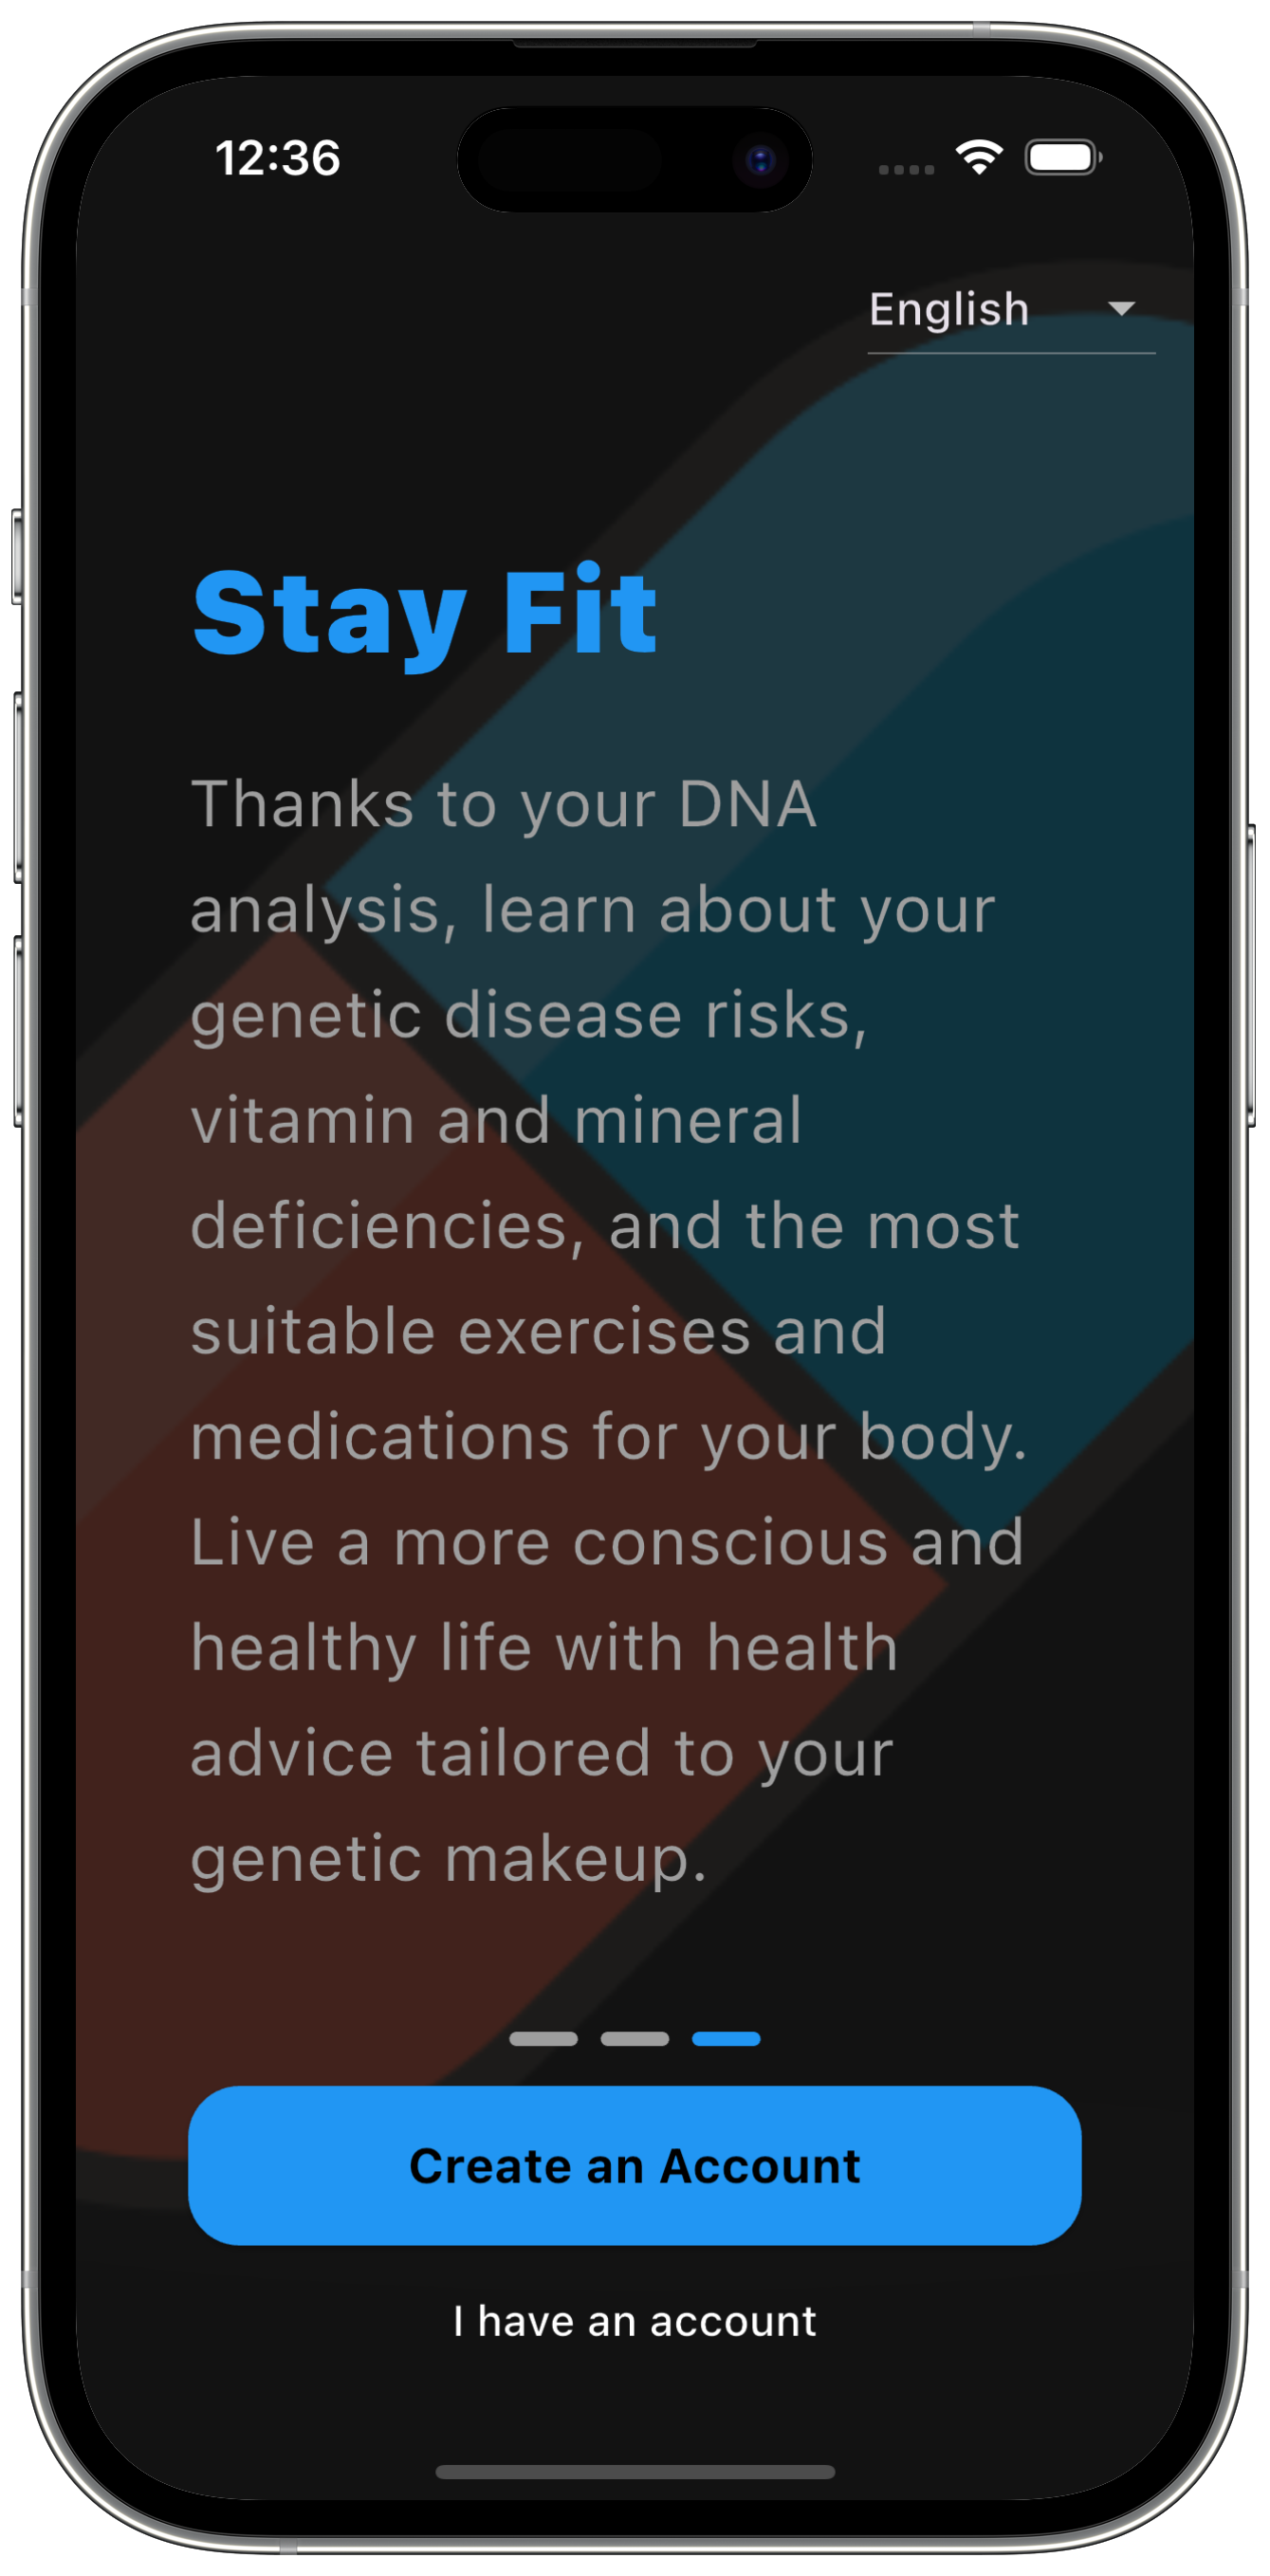 12:36
English
Stay Fit
Thanks to your DNA
analysis, learn about your
genetic disease risks,
vitamin and mineral
deficiencies, and the most
suitable exercises and
medications for your body.
Live a more conscious and
healthy life with health
advice tailored to your
genetic makeup.
Create an Account
I have an account